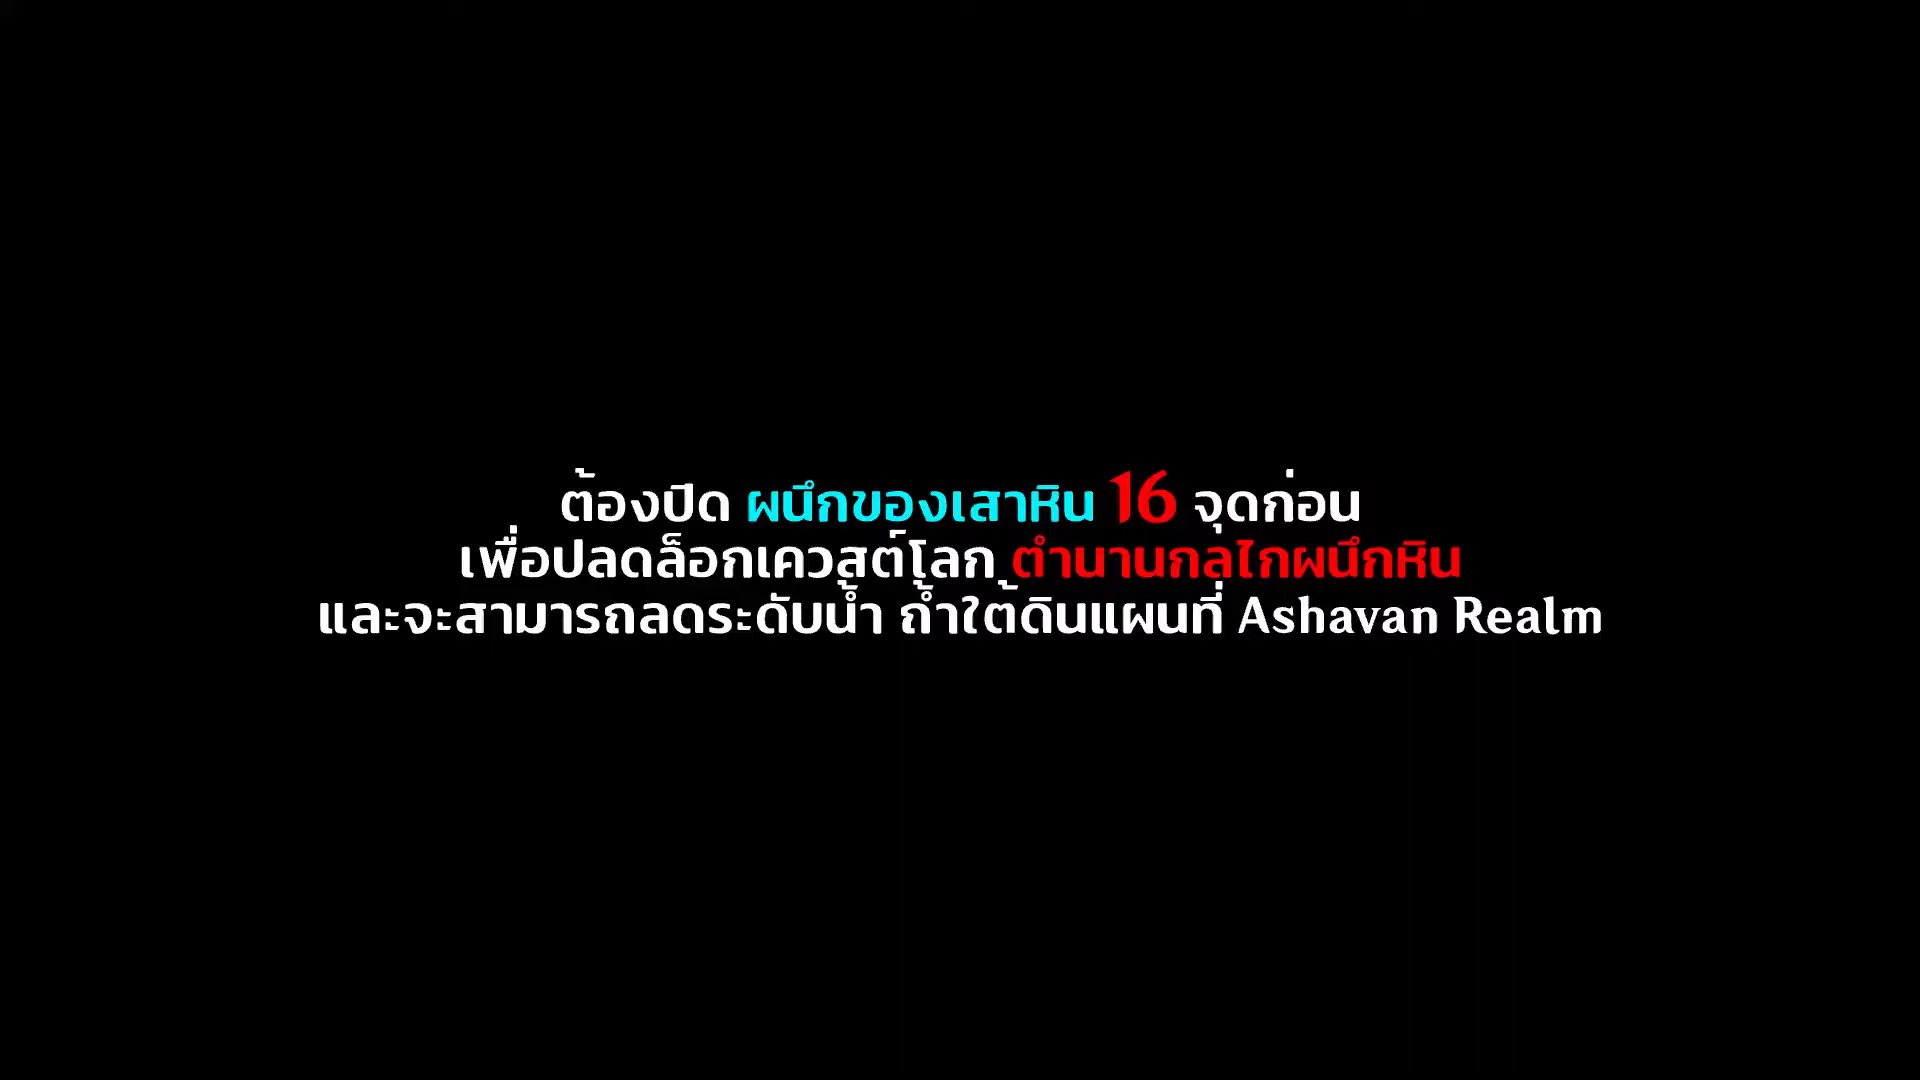 ต้องปิด ผนึกของเสาหิน 16 จุดก่อน
เพื่อปลดล็อกเควสต์โลก ตำนานกลไกผนึกหิน
และจะสามารถลดระดับน้ำ ถ้ำใต้ดินแผนที่ Ashavan Realm